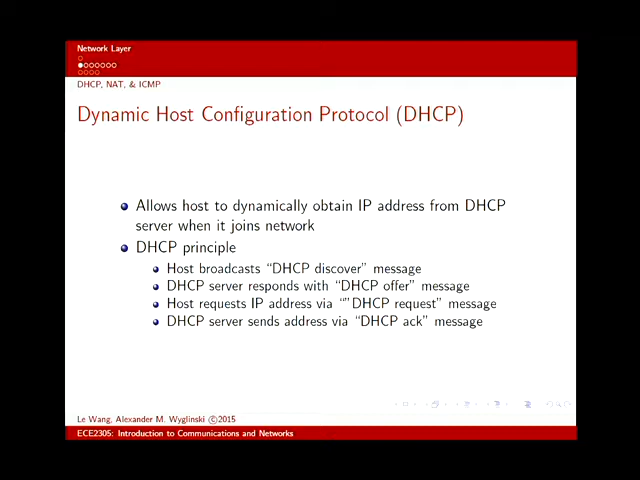 Network Layer
DHCP, NAT, & ICMP
Dynamic Host Configuration Protocol (DHCP)
Allows host to dynamically obtain IP address from DHCP
server when it joins network
DHCP principle
Host broadcasts “DHCP discover” message
DHCP server responds with “DHCP offer” message
Host requests IP address via “”DHCP request” message
DHCP server sends address via “DHCP ack” message
Le Wang, Alexander M. Wyglinski ©2015
ECE2305: Introduction to Communications and Networks